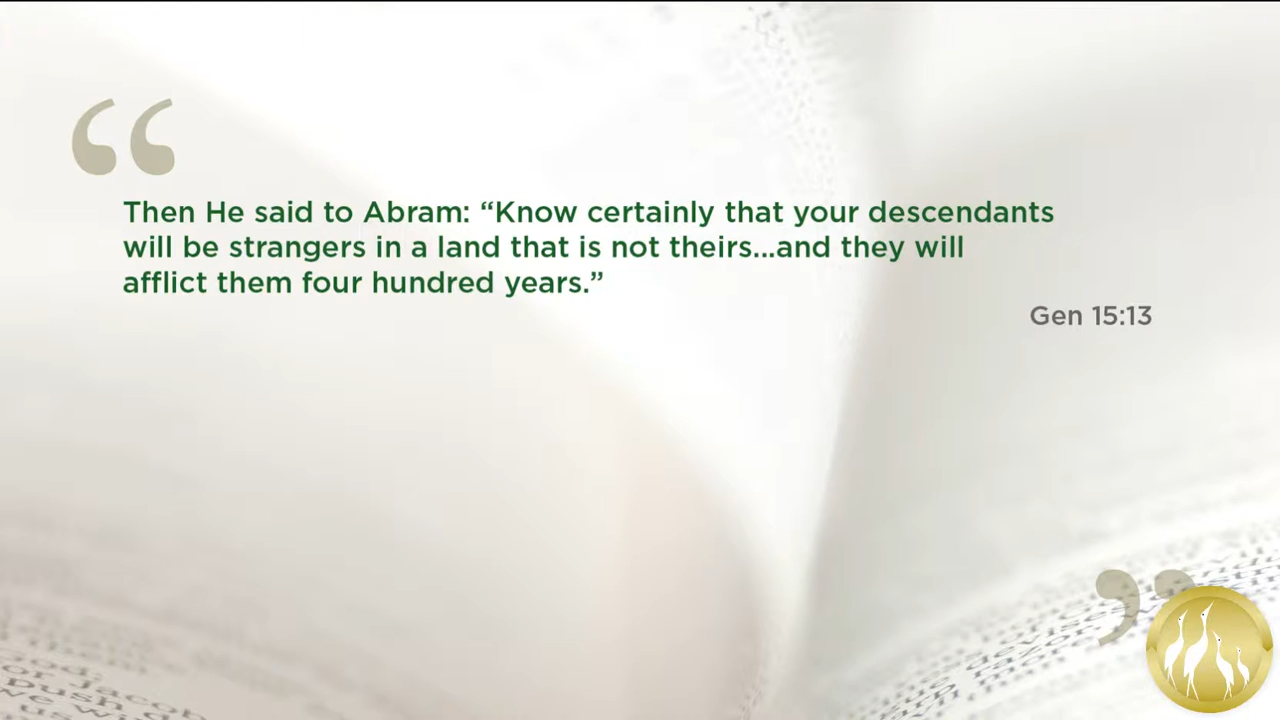 Then He said to Abram: “Know certainly that your descendants
will be strangers in a land that is not theirs...and they will
afflict them four hundred years.”
Gen 15:13